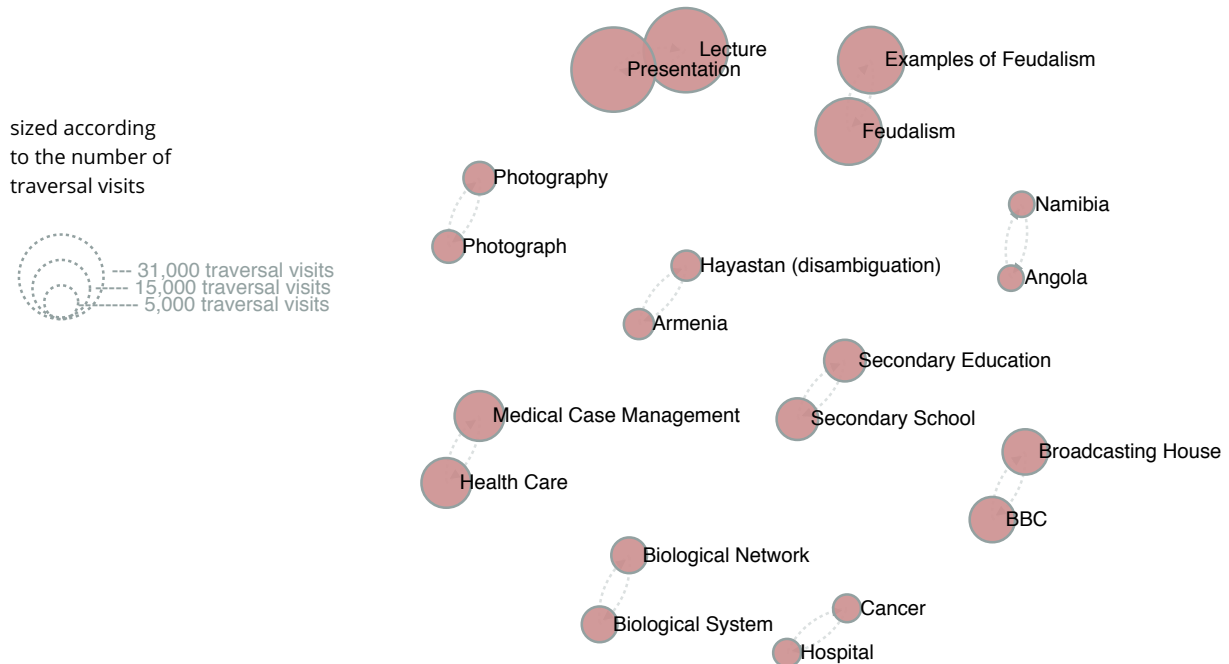 sized according
to the number of
traversal visits
31,000 traversal visits
15,000 traversal visits
5,000 traversal visits
Lecture
Presentation
Examples of Feudalism
Feudalism
Photography
Photograph
Namibia
Angola
Hayastan (disambiguation)
Armenia
Secondary Education
Secondary School
Medical Case Management
Health Care
Broadcasting House
BBC
Biological Network
Biological System
Cancer
Hospital